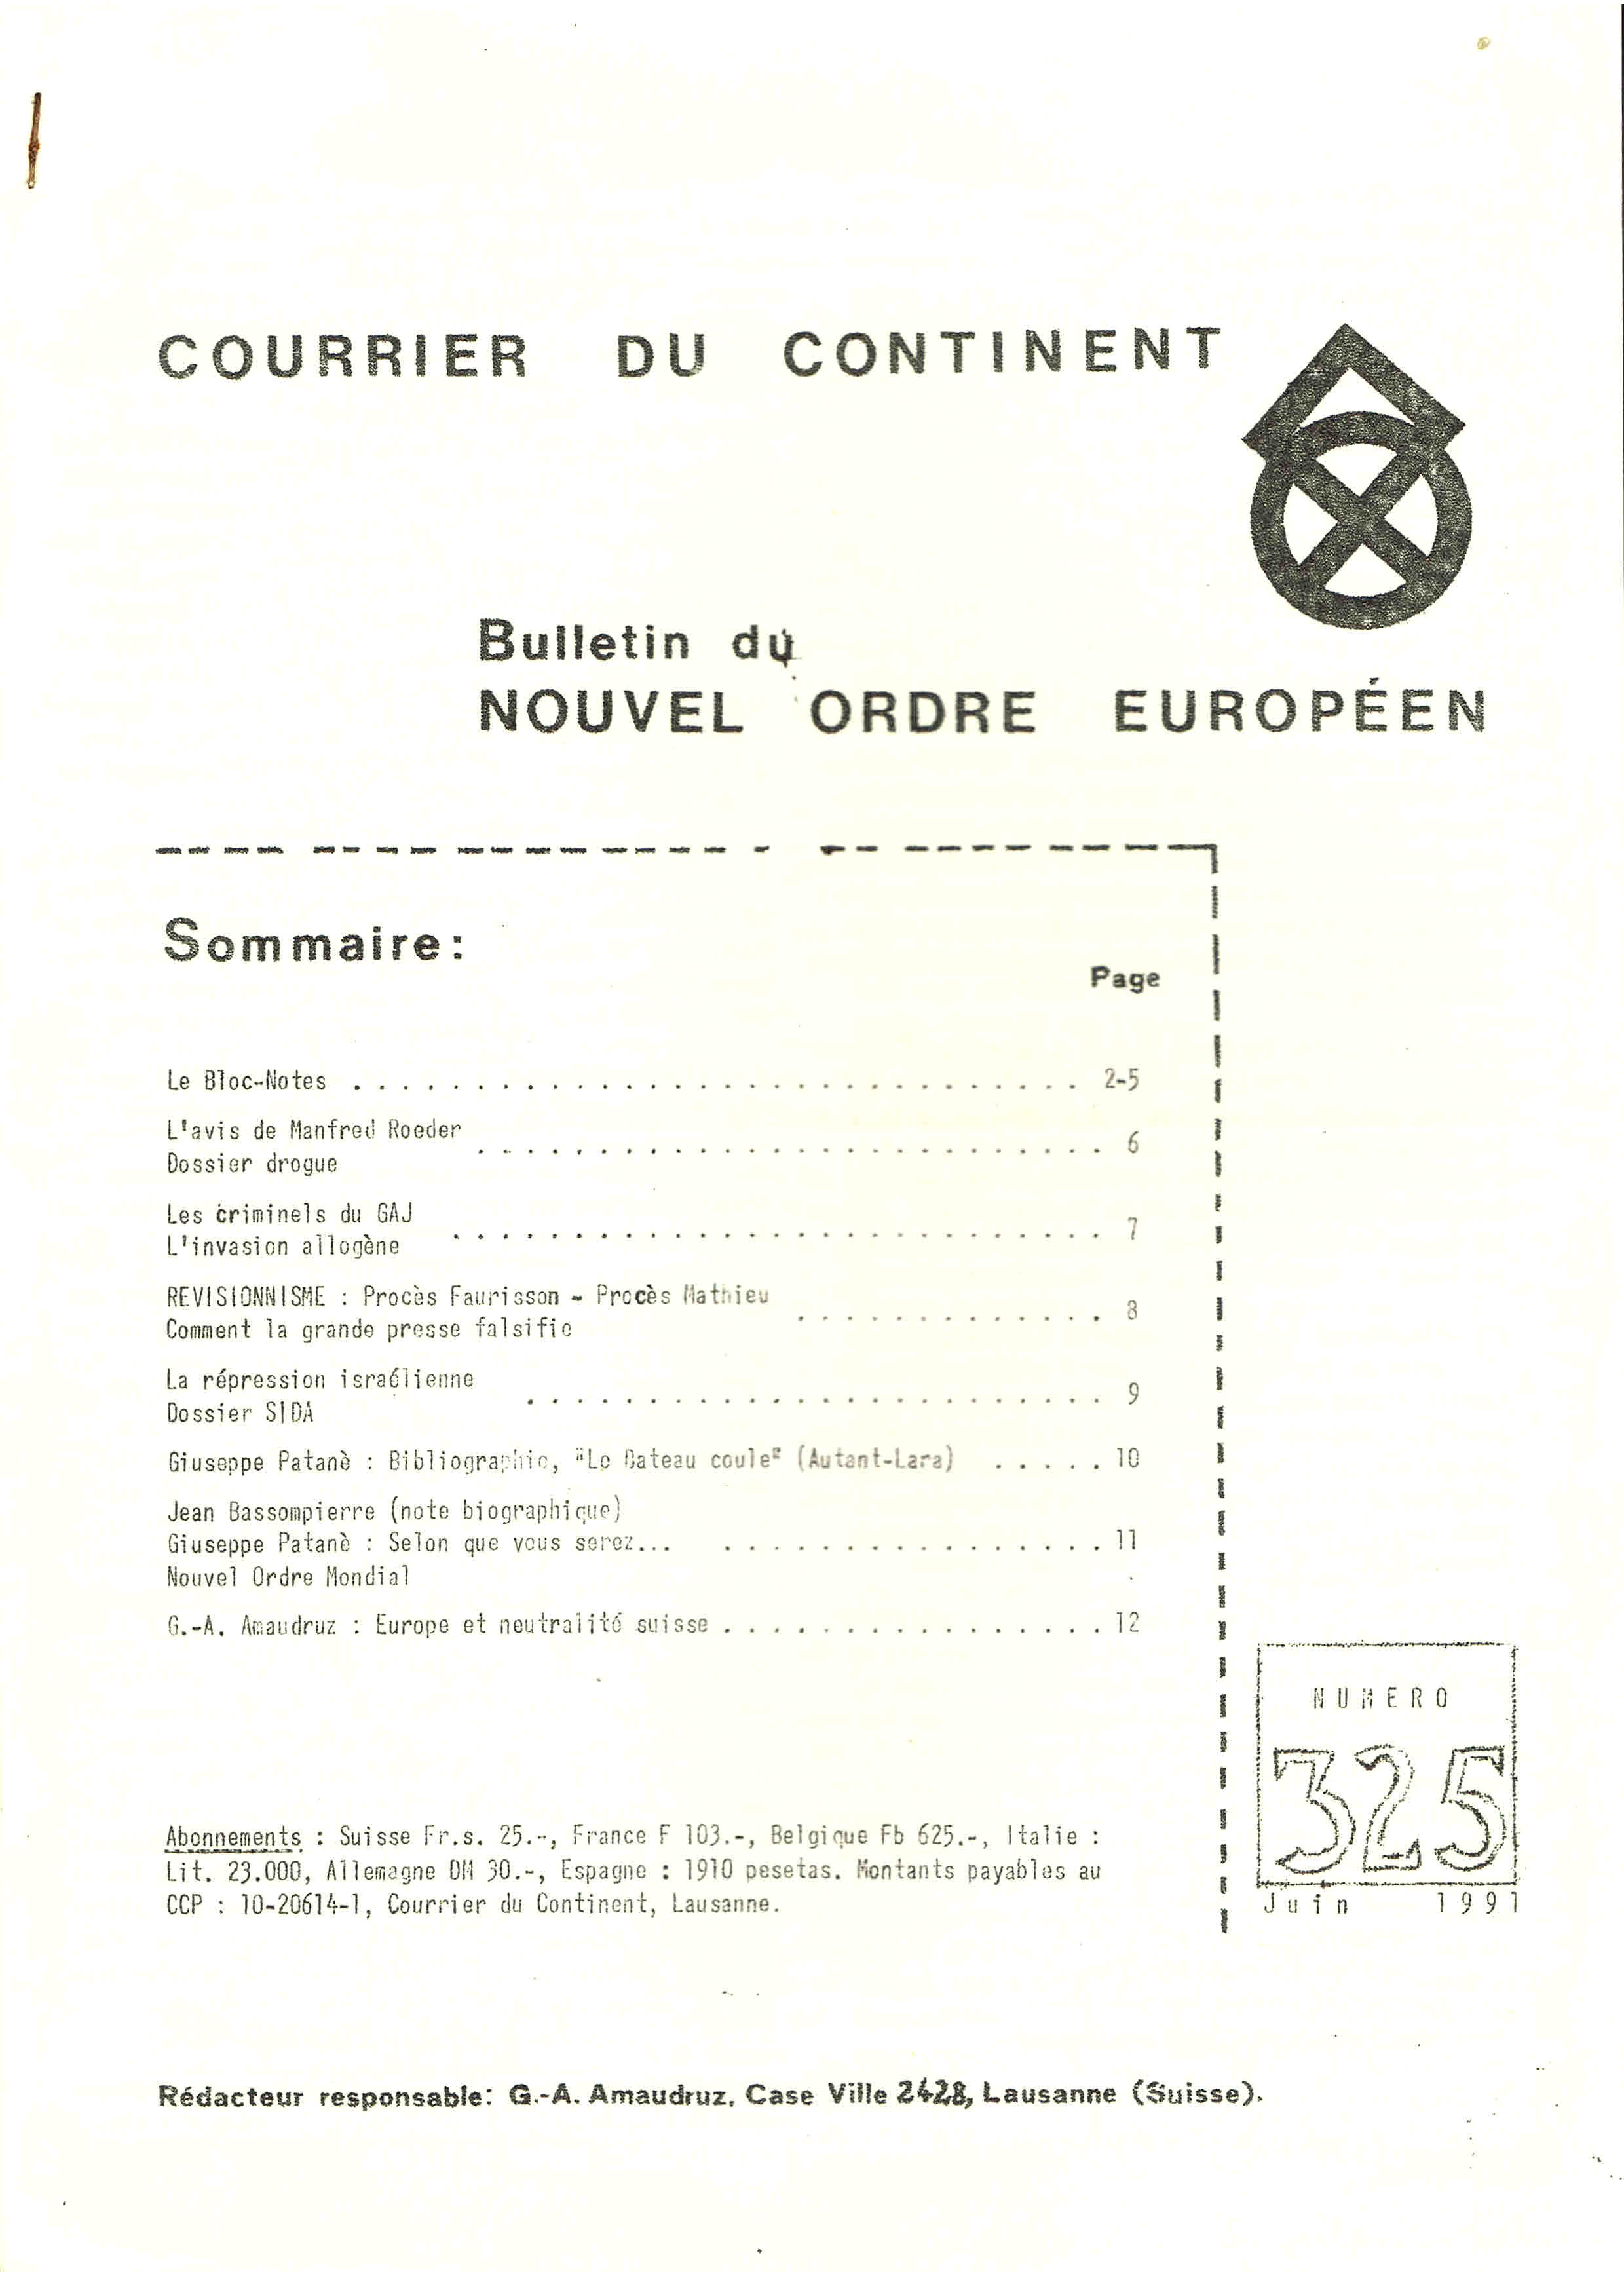 COURRIER DU CONTINENT
Bulletin du
NOUVEL ORDRE EUROPÉEN
Sommaire:
Page
Le Bloc-Notes . . . . . . . . . . . . . . . . . . . . . . . . . . . . . . 2-5
L'avis de Manfred Roeder
Dossier drogue . . . . . . . . . . . . . . . . . . . . . . . . . . 6
Les criminels du GAJ
L'invasion allogène . . . . . . . . . . . . . . . . . . . . . . . . . . . 7
REVISIONNISME : Procès Faurisson - Procès Mathieu
Comment la grande presse falsifie . . . . . . . . . . . . . 8
La répression israélienne
Dossier SIDA . . . . . . . . . . . . . . . . . . . . . . . . 9
Giuseppe Patanè : Bibliographie, "Le Bateau coule" (Autant-Lara) . . . . . 10
Jean Bassompierre (note biographique)
Giuseppe Patanè : Selon que vous serez... . . . . . . . . . . . . . . . . 11
Nouvel Ordre Mondial
G.-A. Amaudruz : Europe et neutralité suisse . . . . . . . . . . . . . . . . 12
NUMERO
325
Juin 1991
Abonnements : Suisse Fr.s. 25.-, France F 103.-, Belgique Fb 625.-, Italie :
Lit. 23.000, Allemagne DM 30.-, Espagne : 1910 pesetas. Montants payables au
CCP : 10-20614-1, Courrier du Continent, Lausanne.
Rédacteur responsable: G.-A. Amaudruz, Case Ville 2428, Lausanne (Suisse).